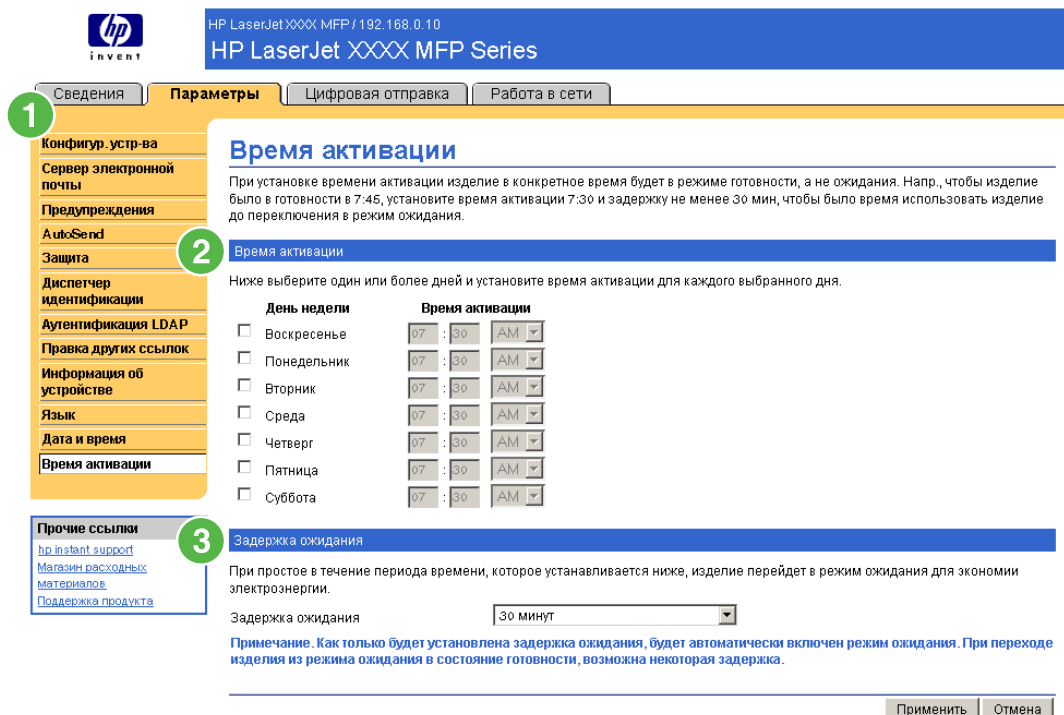 hp
invent
HP LaserJet XXXX MFP / 192.168.0.10
HP LaserJet XXXX MFP Series
Сведения
Параметры
Цифровая отправка
Работа в сети
1
Конфигур. устр-ва
Сервер электронной
почты
Предупреждения
AutoSend
Защита
Диспетчер
идентификации
Аутентификация LDAP
Правка других ссылок
Информация об
устройстве
Язык
Дата и время
Время активации
Прочие ссылки
hp instant support
Магазин расходных
материалов
Поддержка продукта
Время активации
При установке времени активации изделие в конкретное время будет в режиме готовности, а не ожидания. Напр., чтобы изделие
было в готовности в 7:45, установите время активации 7:30 и задержку не менее 30 мин, чтобы было время использовать изделие
до переключения в режим ожидания.
2
Время активации
Ниже выберите один или более дней и установите время активации для каждого выбранного дня.
День недели Время активации
Воскресенье 07 : 30 AM
Понедельник 07 : 30 AM
Вторник 07 : 30 AM
Среда 07 : 30 AM
Четверг 07 : 30 AM
Пятница 07 : 30 AM
Суббота 07 : 30 AM
3
Задержка ожидания
При простое в течение периода времени, которое устанавливается ниже, изделие перейдет в режим ожидания для экономии
электроэнергии.
Задержка ожидания 30 минут
Примечание. Как только будет установлена задержка ожидания, будет автоматически включен режим ожидания. При переходе
изделия из режима ожидания в состояние готовности, возможна некоторая задержка.
Применить Отмена